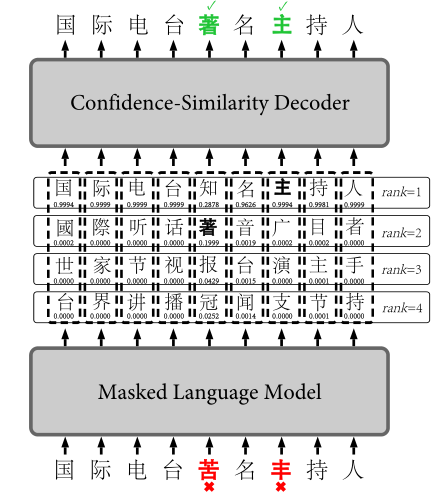 国 际 电 台 著 名 主 持 人
Confidence-Similarity Decoder
国 际 电 台 知 名 主 持 人 rank=1
0.9994 0.9999 0.9999 0.9999 0.2878 0.9626 0.9994 0.9981 0.9999
國 際 听 话 著 音 广 目 者 rank=2
0.0002 0.0000 0.0000 0.0000 0.1999 0.0019 0.0002 0.0002 0.0000
世 家 节 视 报 台 演 主 手 rank=3
0.0000 0.0000 0.0000 0.0000 0.0429 0.0015 0.0000 0.0001 0.0000
台 界 讲 播 冠 闻 支 节 持 rank=4
0.0000 0.0000 0.0000 0.0000 0.0252 0.0014 0.0000 0.0001 0.0000
Masked Language Model
国 际 电 台 苦 名 丰 持 人